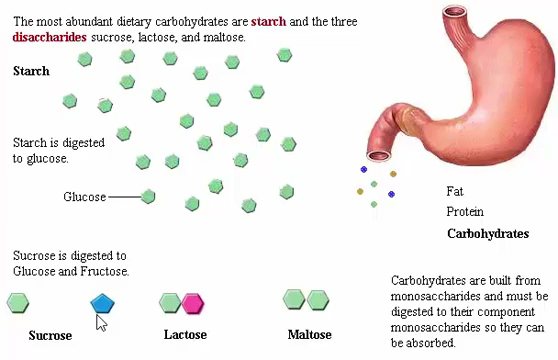 The most abundant dietary carbohydrates are starch and the three
disaccharides sucrose, lactose, and maltose.
Starch
Starch is digested
to glucose.
Glucose
Fat
Protein
Carbohydrates
Sucrose is digested to
Glucose and Fructose.
Sucrose
Lactose
Maltose
Carbohydrates are built from
monosaccharides and must be
digested to their component
monosaccharides so they can
be absorbed.